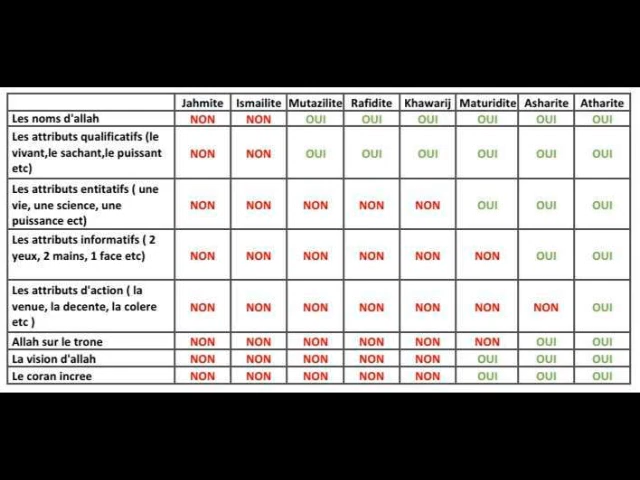 Jahmite Ismailite Mutazilite Rafidite Khawarij Maturidite Asharite Atharite
Les noms d'allah NON NON OUI OUI OUI OUI OUI OUI
Les attributs qualificatifs (le
vivant,le sachant,le puissant NON NON OUI OUI OUI OUI OUI OUI
etc)
Les attributs entitatifs ( une
vie, une science, une NON NON NON NON NON OUI OUI OUI
puissance ect)
Les attributs informatifs ( 2
yeux, 2 mains, 1 face etc) NON NON NON NON NON NON OUI OUI
Les attributs d'action ( la
venue, la decente, la colere NON NON NON NON NON NON NON OUI
etc )
Allah sur le trone NON NON NON NON NON NON OUI OUI
La vision d'allah NON NON NON NON NON OUI OUI OUI
Le coran incree NON NON NON NON NON OUI OUI OUI